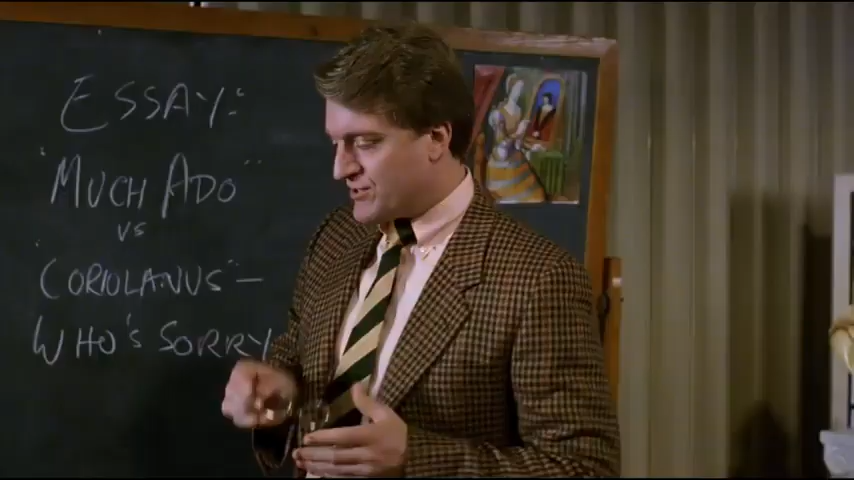 ESSAY:
"MUCH ADO"
vs
"CORIOLANUS" -
WHO'S SORRY